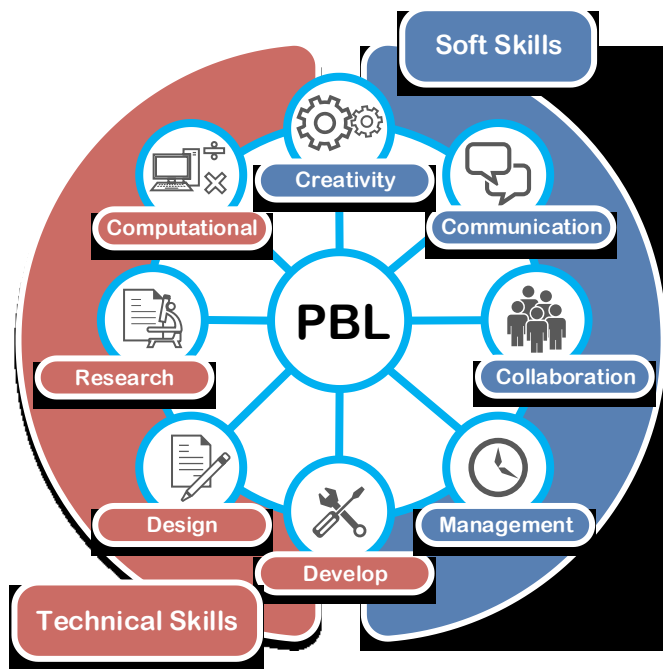 Soft Skills
Creativity
Computational
Communication
PBL
Research
Collaboration
Design
Management
Develop
Technical Skills